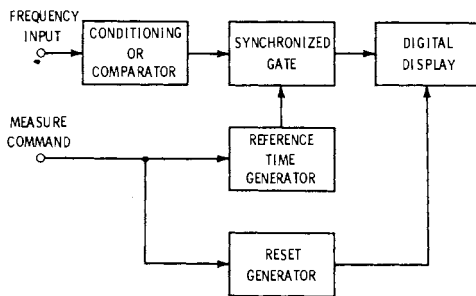 FREQUENCY
INPUT
CONDITIONING
OR
COMPARATOR
SYNCHRONIZED
GATE
DIGITAL
DISPLAY
MEASURE
COMMAND
REFERENCE
TIME
GENERATOR
RESET
GENERATOR